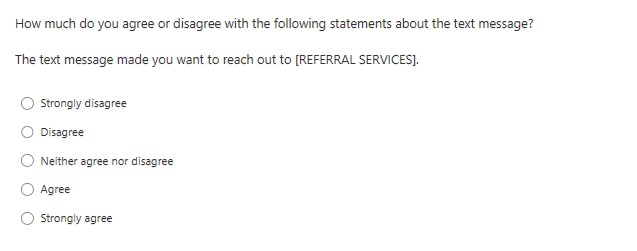 How much do you agree or disagree with the following statements about the text message?
The text message made you want to reach out to [REFERRAL SERVICES].
Strongly disagree
Disagree
Neither agree nor disagree
Agree
Strongly agree